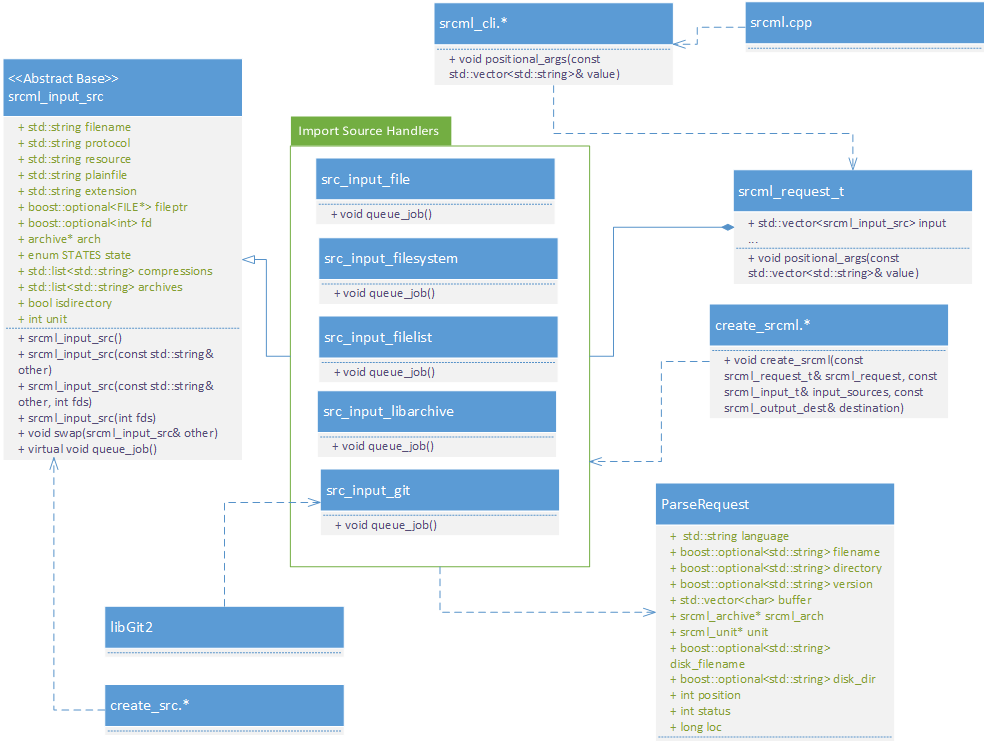 srcml_cli.*
+ void positional_args(const
std::vector<std::string>& value)
srcml.cpp
<<Abstract Base>>
srcml_input_src
+ std::string filename
+ std::string protocol
+ std::string resource
+ std::string plainfile
+ std::string extension
+ boost::optional<FILE*> fileptr
+ boost::optional<int> fd
+ archive* arch
+ enum STATES state
+ std::list<std::string> compressions
+ std::list<std::string> archives
+ bool isdirectory
+ int unit
+ srcml_input_src()
+ srcml_input_src(const std::string&
other)
+ srcml_input_src(const std::string&
other, int fds)
+ srcml_input_src(int fds)
+ void swap(srcml_input_src& other)
+ virtual void queue_job()
Import Source Handlers
src_input_file
+ void queue_job()
src_input_filesystem
+ void queue_job()
src_input_filelist
+ void queue_job()
src_input_libarchive
+ void queue_job()
src_input_git
+ void queue_job()
srcml_request_t
+ std::vector<srcml_input_src> input
...
+ void positional_args(const
std::vector<std::string>& value)
create_srcml.*
+ void create_srcml(const
srcml_request_t& srcml_request, const
srcml_input_t& input_sources, const
srcml_output_dest& destination)
ParseRequest
+ std::string language
+ boost::optional<std::string> filename
+ boost::optional<std::string> directory
+ boost::optional<std::string> version
+ std::vector<char> buffer
+ srcml_archive* srcml_arch
+ srcml_unit* unit
+ boost::optional<std::string>
disk_filename
+ boost::optional<std::string> disk_dir
+ int position
+ int status
+ long loc
libGit2
create_src.*